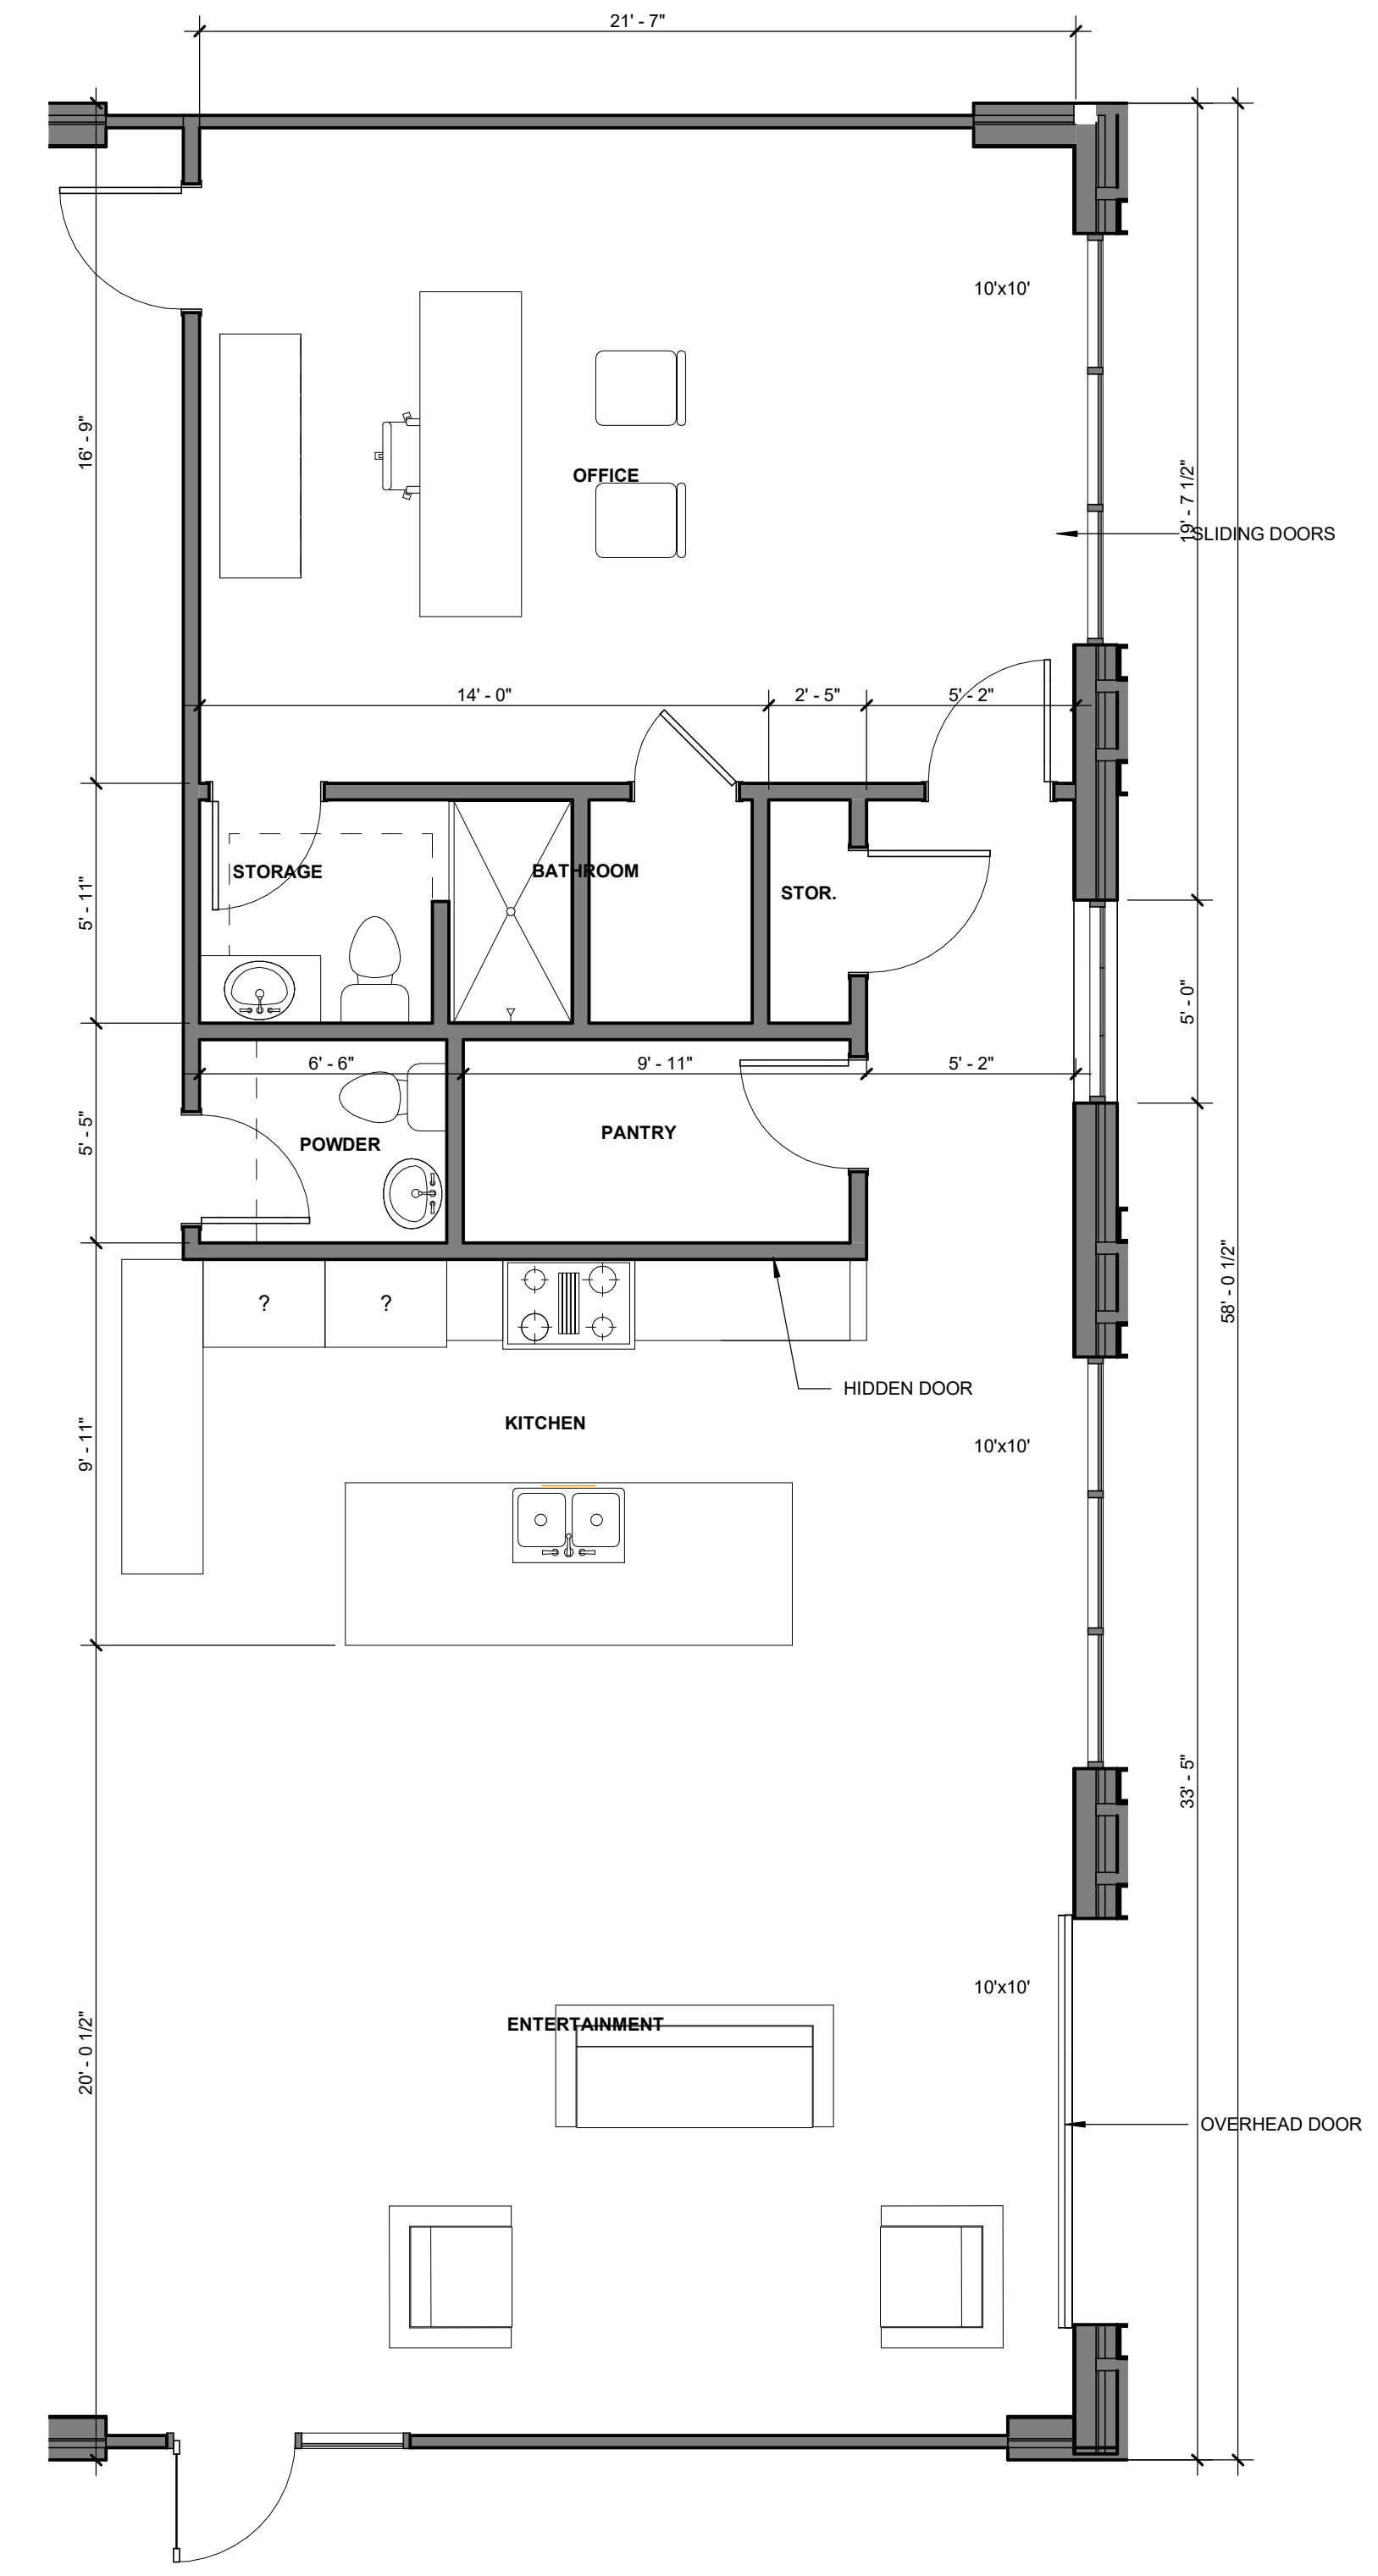 21' - 7"
10'x10'
16' - 9"
OFFICE
19' - 7 1/2"
SLIDING DOORS
14' - 0"
2' - 5"
5' - 2"
STORAGE
BATHROOM
STOR.
5' - 11"
5' - 0"
6' - 6"
9' - 11"
5' - 2"
5' - 5"
POWDER
PANTRY
58' - 0 1/2"
?
?
HIDDEN DOOR
KITCHEN
9' - 11"
10'x10'
33' - 5"
10'x10'
ENTERTAINMENT
20' - 0 1/2"
OVERHEAD DOOR